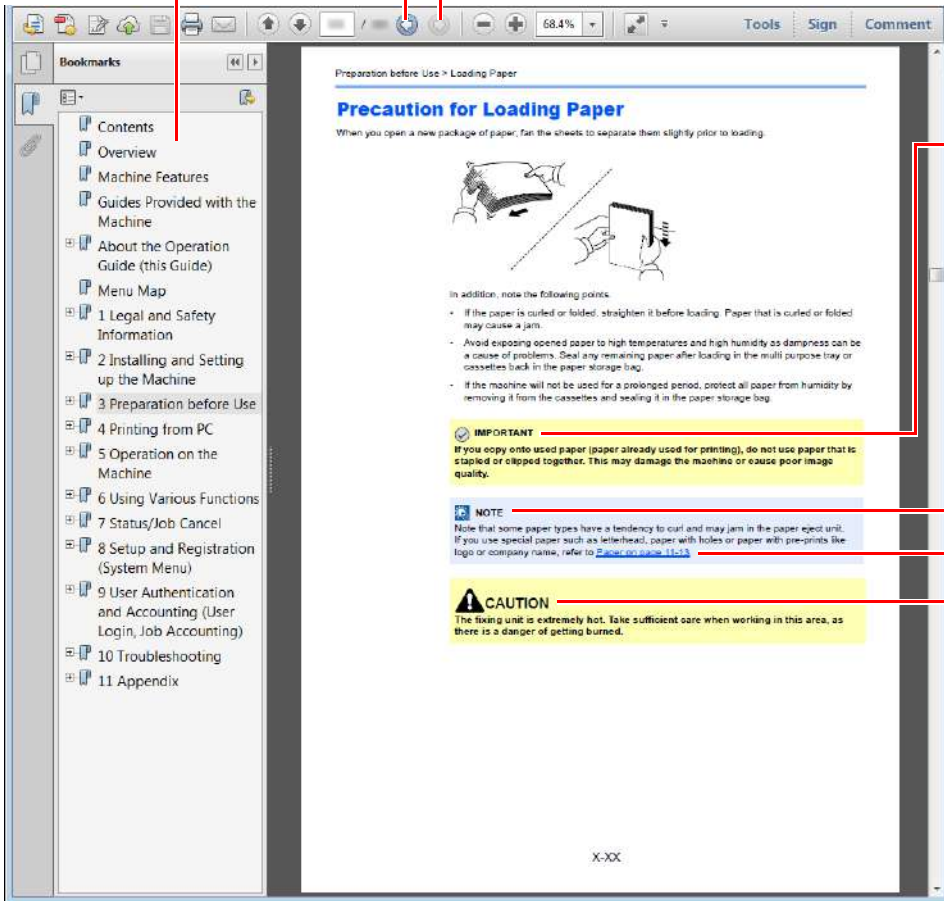 / 68.4% Tools Sign Comment
Bookmarks
Contents
Overview
Machine Features
Guides Provided with the
Machine
About the Operation
Guide (this Guide)
Menu Map
1 Legal and Safety
Information
2 Installing and Setting
up the Machine
3 Preparation before Use
4 Printing from PC
5 Operation on the
Machine
6 Using Various Functions
7 Status/Job Cancel
8 Setup and Registration
(System Menu)
9 User Authentication
and Accounting (User
Login, Job Accounting)
10 Troubleshooting
11 Appendix
Preparation before Use > Loading Paper
Precaution for Loading Paper
When you open a new package of paper, fan the sheets to separate them slightly prior to loading.
In addition, note the following points.
• If the paper is curled or folded, straighten it before loading. Paper that is curled or folded
may cause a jam.
• Avoid exposing opened paper to high temperatures and high humidity as dampness can be
a cause of problems. Seal any remaining paper after loading in the multi purpose tray or
cassettes back in the paper storage bag.
• If the machine will not be used for a prolonged period, protect all paper from humidity by
removing it from the cassettes and sealing it in the paper storage bag.
IMPORTANT
If you copy onto used paper (paper already used for printing), do not use paper that is
stapled or clipped together. This may damage the machine or cause poor image
quality.
NOTE
Note that some paper types have a tendency to curl and may jam in the paper eject unit.
If you use special paper such as letterhead, paper with holes or paper with pre-prints like
logo or company name, refer to Paper on page 11-13.
CAUTION
The fixing unit is extremely hot. Take sufficient care when working in this area, as
there is a danger of getting burned.
X-XX